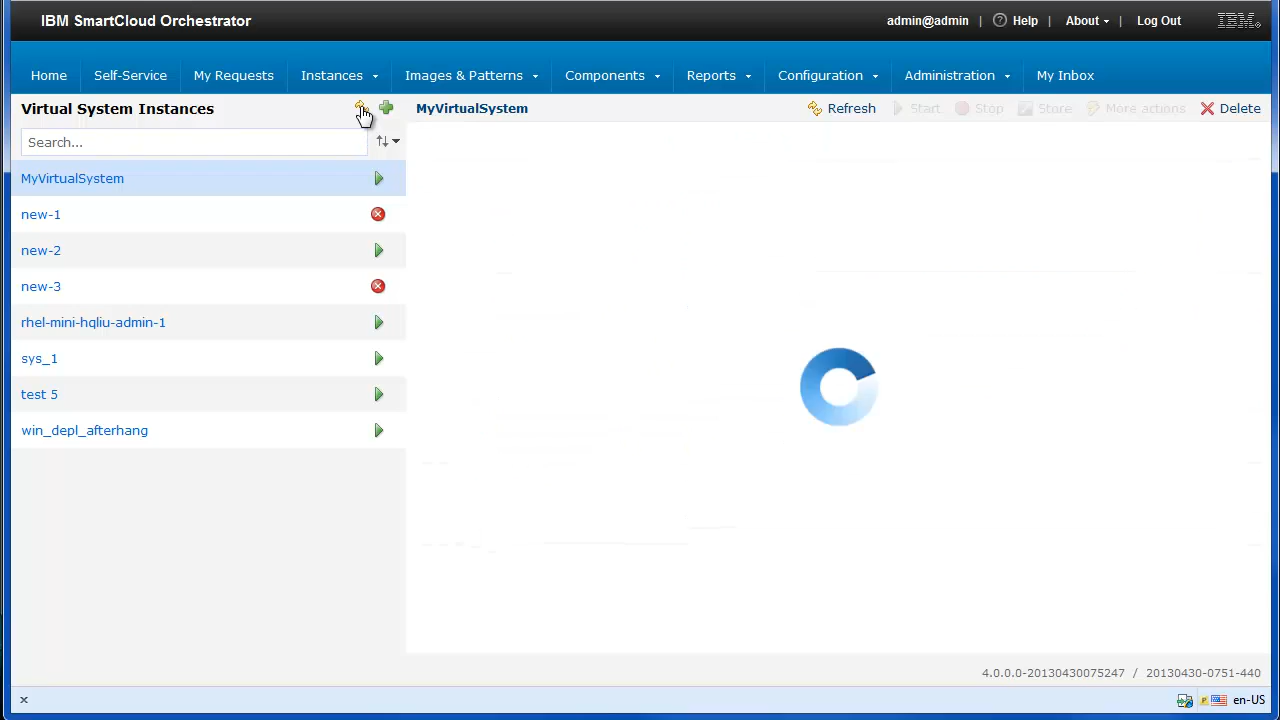 IBM SmartCloud Orchestrator
admin@admin | Help | About | Log Out IBM
Home Self-Service My Requests Instances Images & Patterns Components Reports Configuration Administration My Inbox
Virtual System Instances
MyVirtualSystem Refresh Start Stop Store More actions Delete
Search...
MyVirtualSystem
new-1
new-2
new-3
rhel-mini-hqliu-admin-1
sys_1
test 5
win_depl_afterhang
4.0.0.0-20130430075247 / 20130430-0751-440
en-US